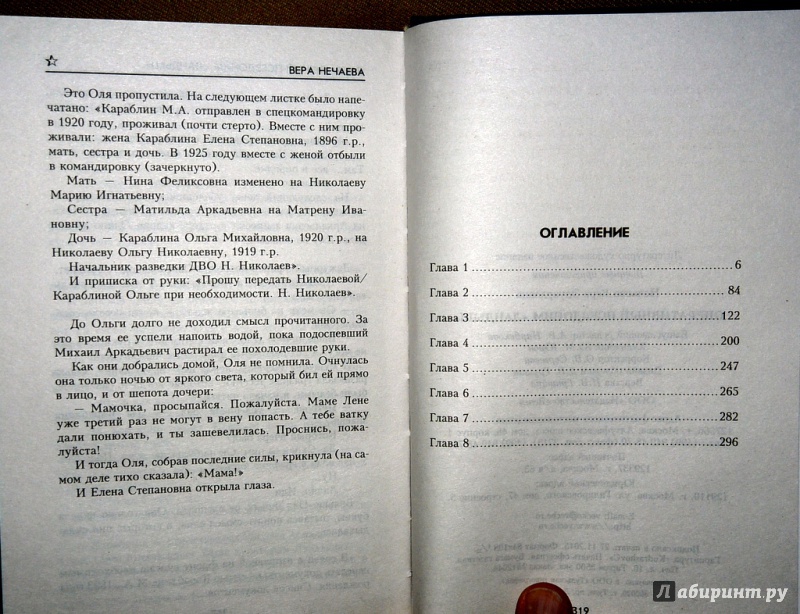 ВЕРА НЕЧАЕВА
Это Оля пропустила. На следующем листке было напе-
чатано: «Караблин М.А. отправлен в спецкомандировку
в 1920 году, проживал (почти стерто). Вместе с ним про-
живали: жена Караблина Елена Степановна, 1896 г.р.,
мать, сестра и дочь. В 1925 году вместе с женой отбыли
в командировку (зачеркнуто).
Мать — Нина Феликсовна изменено на Николаеву
Марию Игнатьевну;
Сестра — Матильда Аркадьевна на Матрену Ива-
новну;
Дочь — Караблина Ольга Михайловна, 1920 г.р., на
Николаеву Ольгу Николаевну, 1919 г.р.
Начальник разведки ДВО Н. Николаев».
И приписка от руки: «Прошу передать Николаевой/
Караблиной Ольге при необходимости. Н. Николаев».
До Ольги долго не доходил смысл прочитанного. За
это время ее успели напоить водой, пока подоспевший
Михаил Аркадьевич растирал ее похолодевшие руки.
Как они добрались домой, Оля не помнила. Очнулась
она только ночью от яркого света, который бил ей прямо
в лицо, и от шепота дочери:
— Мамочка, просыпайся. Пожалуйста. Маме Лене
уже третий раз не могут в вену попасть. А тебе ватку
дали понюхать, и ты зашевелилась. Проснись, пожа-
луйста!
И тогда Оля, собрав последние силы, крикнула (на са-
мом деле тихо сказала): «Мама!»
И Елена Степановна открыла глаза.
ОГЛАВЛЕНИЕ
Глава 1 ........ 6
Глава 2 ........ 84
Глава 3 ........ 122
Глава 4 ........ 200
Глава 5 ........ 247
Глава 6 ........ 265
Глава 7 ........ 282
Глава 8 ........ 296
319
Лабиринт.ру